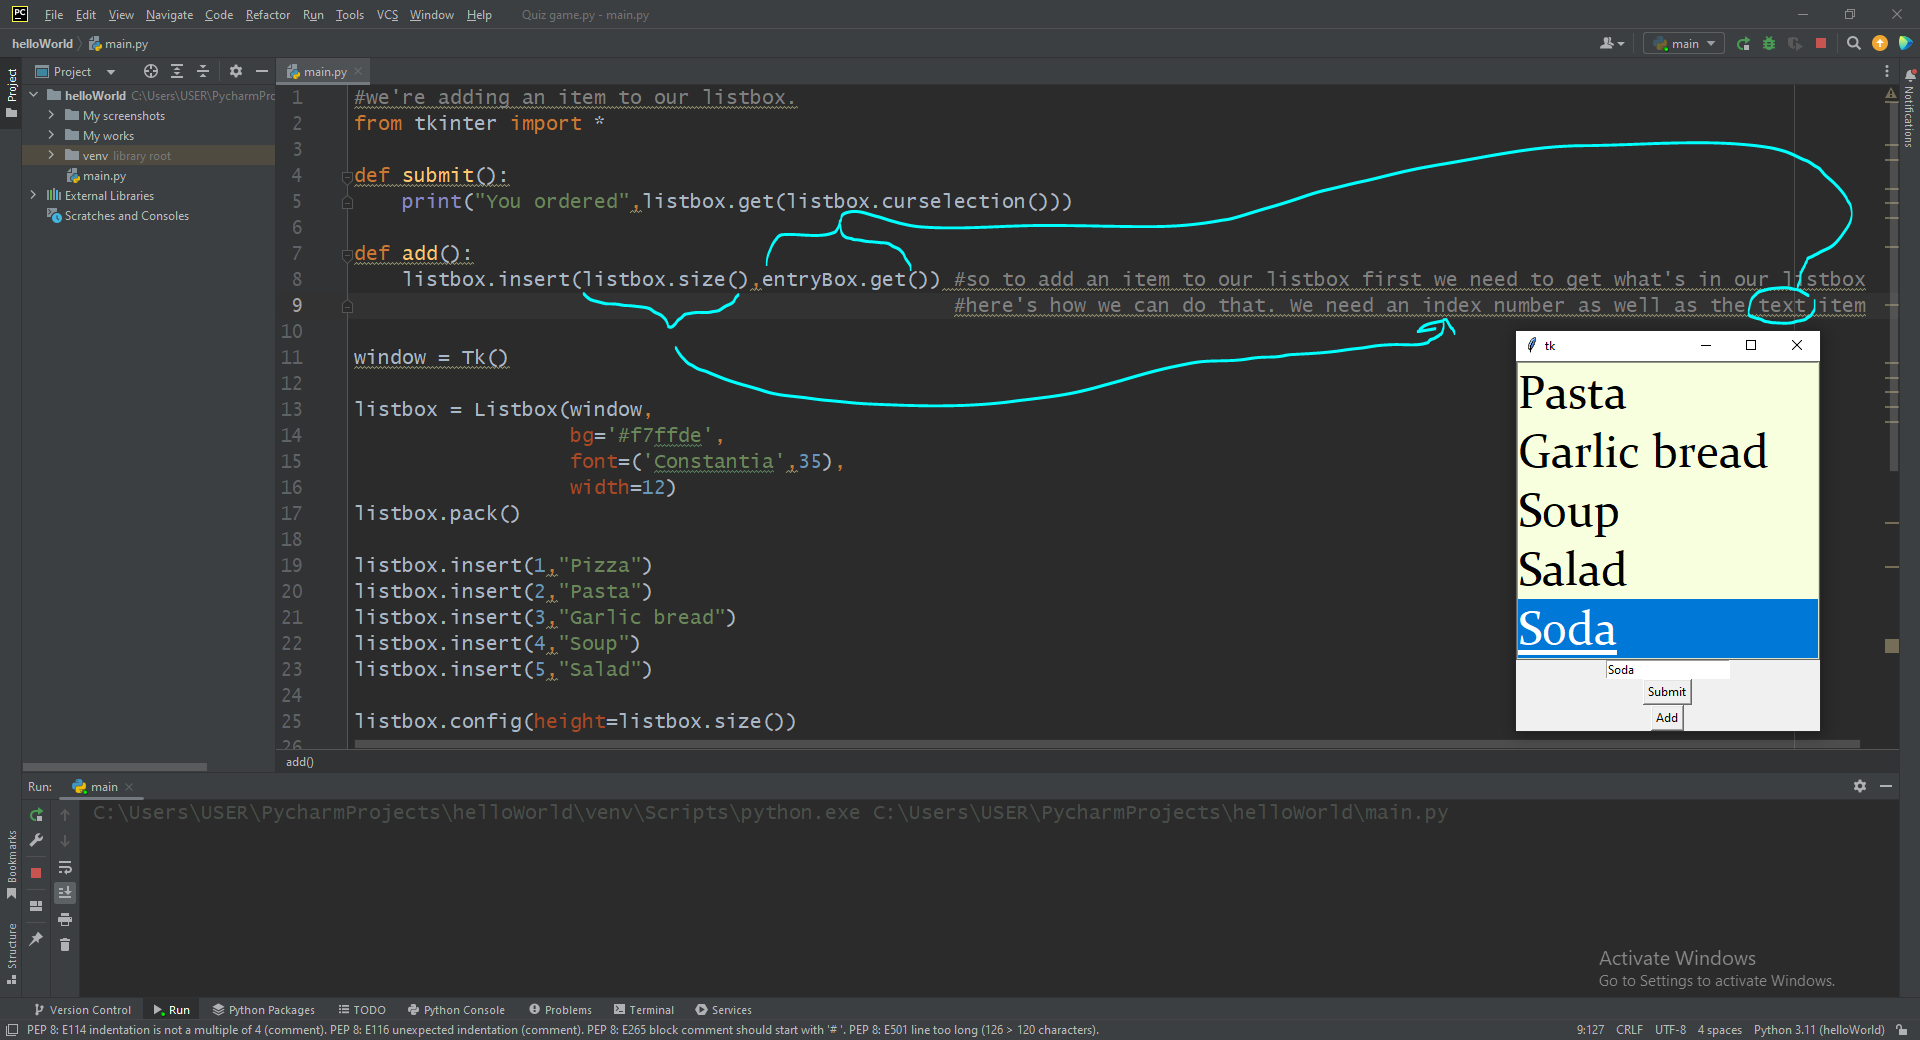 PC File Edit View Navigate Code Refactor Run Tools VCS Window Help Quiz game.py - main.py
helloWorld main.py
main
Project
main.py
Project
Notifications
helloWorld C:\Users\USER\PycharmPro
My screenshots
My works
venv library root
main.py
External Libraries
Scratches and Consoles
1 #we're adding an item to our listbox.
2 from tkinter import *
3
4 def submit():
5     print("You ordered",listbox.get(listbox.curselection()))
6
7 def add():
8     listbox.insert(listbox.size(),entryBox.get()) #so to add an item to our listbox first we need to get what's in our listbox
9 #here's how we can do that. We need an index number as well as the text item
10
11 window = Tk()
12
13 listbox = Listbox(window,
14                   bg='#f7ffde',
15                   font=('Constantia',35),
16                   width=12)
17 listbox.pack()
18
19 listbox.insert(1,"Pizza")
20 listbox.insert(2,"Pasta")
21 listbox.insert(3,"Garlic bread")
22 listbox.insert(4,"Soup")
23 listbox.insert(5,"Salad")
24
25 listbox.config(height=listbox.size())
26
tk
Pasta
Garlic bread
Soup
Salad
Soda
Soda
Submit
Add
add()
Run: main
C:\Users\USER\PycharmProjects\helloWorld\venv\Scripts\python.exe C:\Users\USER\PycharmProjects\helloWorld\main.py
Bookmarks
Structure
Activate Windows
Go to Settings to activate Windows.
Version Control Run Python Packages TODO Python Console Problems Terminal Services
PEP 8: E114 indentation is not a multiple of 4 (comment). PEP 8: E116 unexpected indentation (comment). PEP 8: E265 block comment should start with '# '. PEP 8: E501 line too long (126 > 120 characters).
9:127 CRLF UTF-8 4 spaces Python 3.11 (helloWorld)